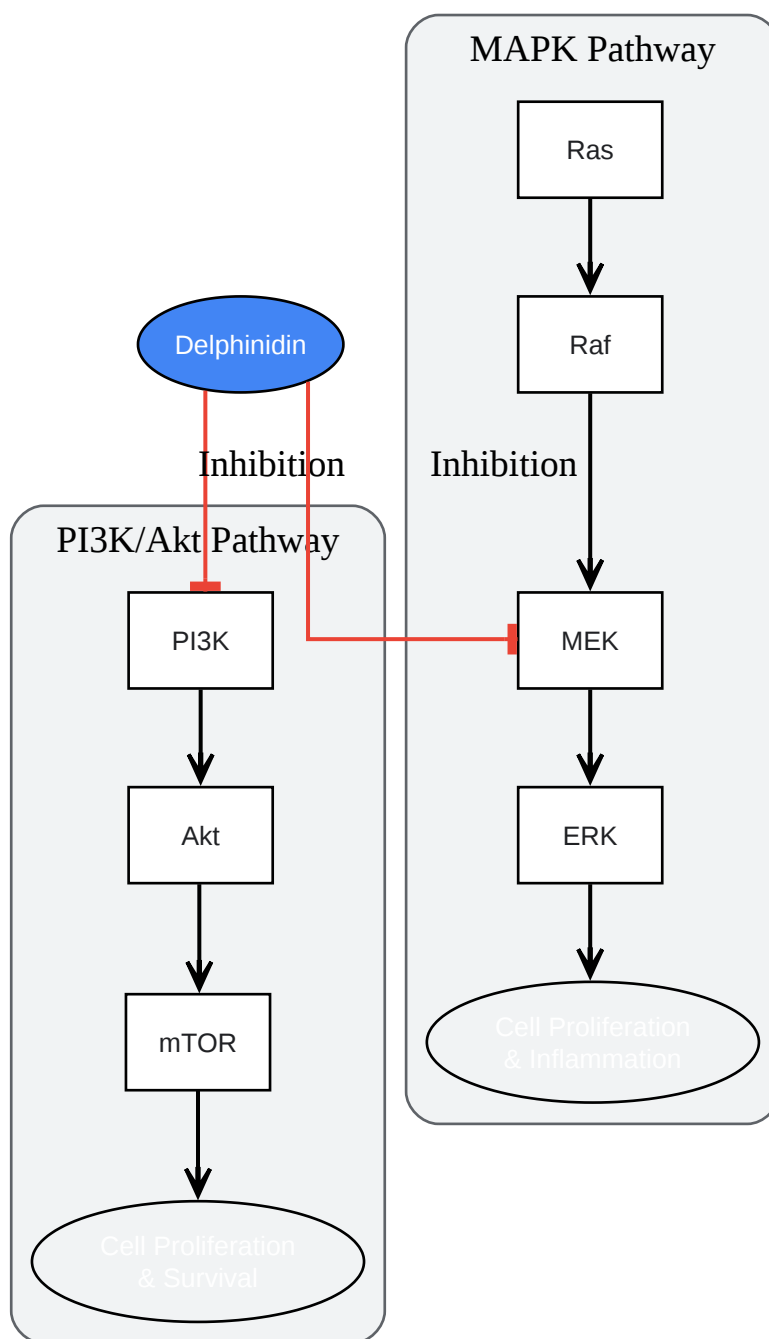 MAPK Pathway
Ras
Raf
Delphinidin
Inhibition
Inhibition
PI3K/Akt Pathway
PI3K
MEK
Akt
ERK
mTOR
Cell Proliferation
& Inflammation
Cell Proliferation
& Survival